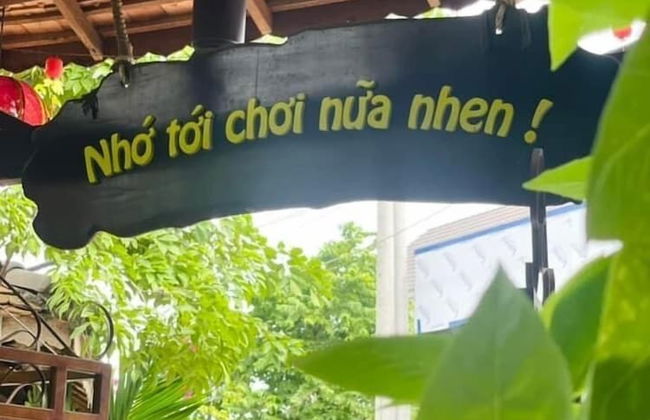 Nhớ tới chơi nữa nhen !